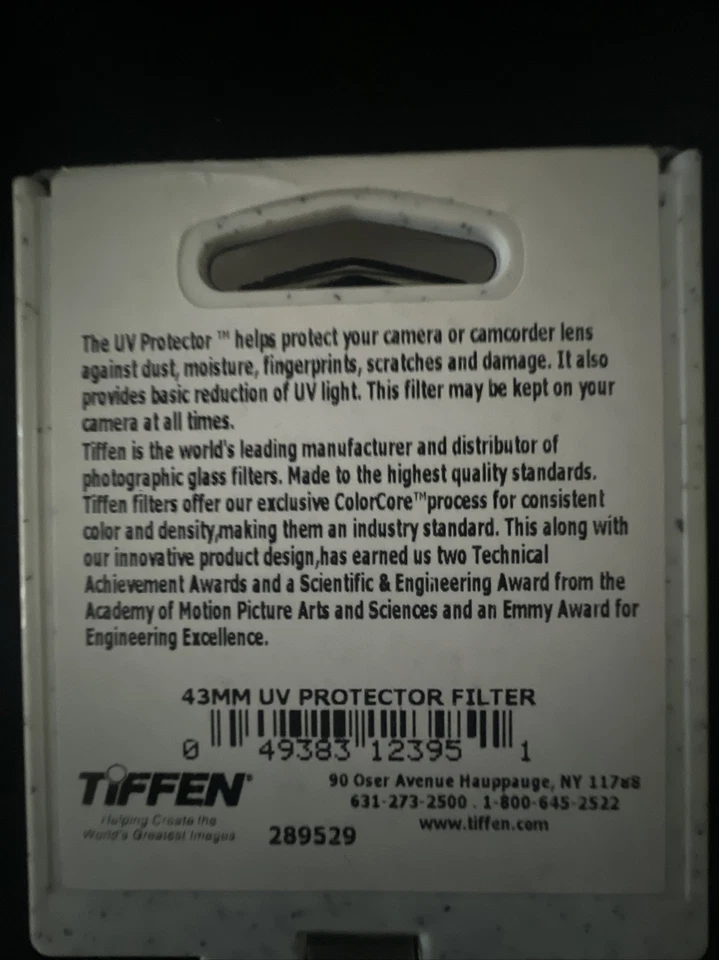 The UV Protector ™ helps protect your camera or camcorder lens
against dust, moisture, fingerprints, scratches and damage. It also
provides basic reduction of UV light. This filter may be kept on your
camera at all times.
Tiffen is the world's leading manufacturer and distributor of
photographic glass filters. Made to the highest quality standards.
Tiffen filters offer our exclusive ColorCore™process for consistent
color and density,making them an industry standard. This along with
our innovative product design,has earned us two Technical
Achievement Awards and a Scientific & Engineering Award from the
Academy of Motion Picture Arts and Sciences and an Emmy Award for
Engineering Excellence.
43MM UV PROTECTOR FILTER
0 49383 12395 1
TIFFEN®
Helping Create the
World's Greatest Images
90 Oser Avenue Hauppauge, NY
631-273-2500 . 1-800-645-2522
www.tiffen.com
289529